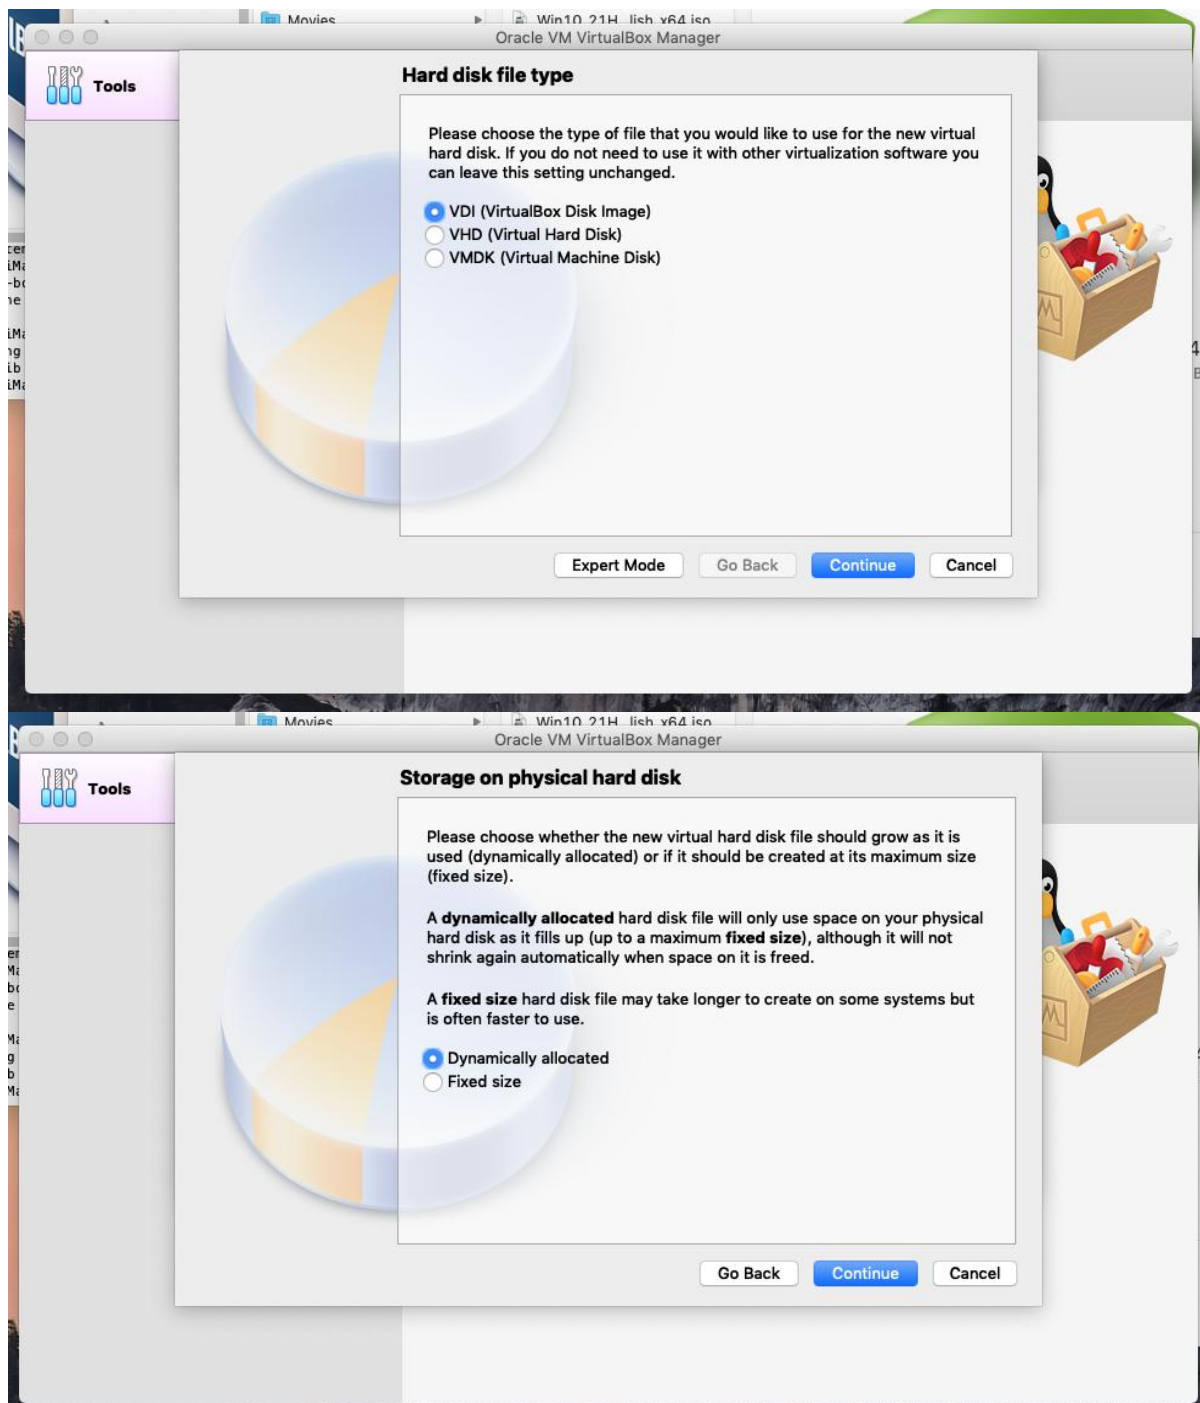 Movies
Win10_21H...lish_x64.iso
Oracle VM VirtualBox Manager
Tools
Hard disk file type
Please choose the type of file that you would like to use for the new virtual
hard disk. If you do not need to use it with other virtualization software you
can leave this setting unchanged.
VDI (VirtualBox Disk Image)
VHD (Virtual Hard Disk)
VMDK (Virtual Machine Disk)
Expert Mode
Go Back
Continue
Cancel
Movies
Win10_21H...lish_x64.iso
Oracle VM VirtualBox Manager
Tools
Storage on physical hard disk
Please choose whether the new virtual hard disk file should grow as it is
used (dynamically allocated) or if it should be created at its maximum size
(fixed size).
A dynamically allocated hard disk file will only use space on your physical
hard disk as it fills up (up to a maximum fixed size), although it will not
shrink again automatically when space on it is freed.
A fixed size hard disk file may take longer to create on some systems but
is often faster to use.
Dynamically allocated
Fixed size
Go Back
Continue
Cancel